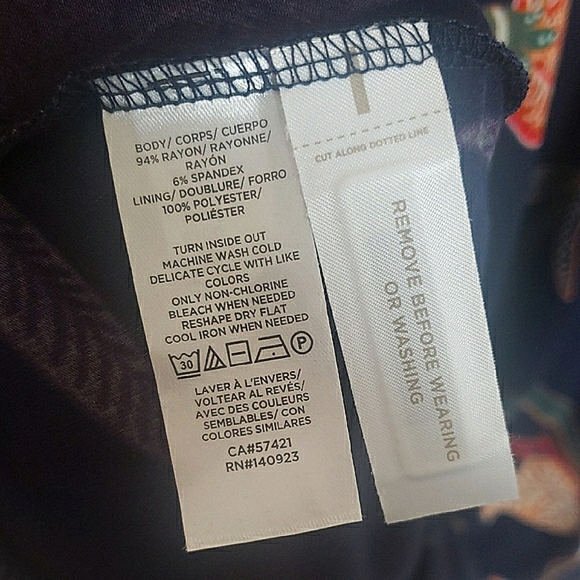 BODY/ CORPS/ CUERPO
94% RAYON/ RAYONNE/
RAYÓN
6% SPANDEX
LINING/ DOUBLURE/ FORRO
100% POLYESTER/
POLIÉSTER
TURN INSIDE OUT
MACHINE WASH COLD
DELICATE CYCLE WITH LIKE
COLORS
ONLY NON-CHLORINE
BLEACH WHEN NEEDED
RESHAPE DRY FLAT
COOL IRON WHEN NEEDED
30 P
LAVER À L'ENVERS/
VOLTEAR AL REVÉS/
AVEC DES COULEURS
SEMBLABLES/ CON
COLORES SIMILARES
CA#57421
RN#140923
CUT ALONG DOTTED LINE
REMOVE BEFORE WEARING
OR WASHING